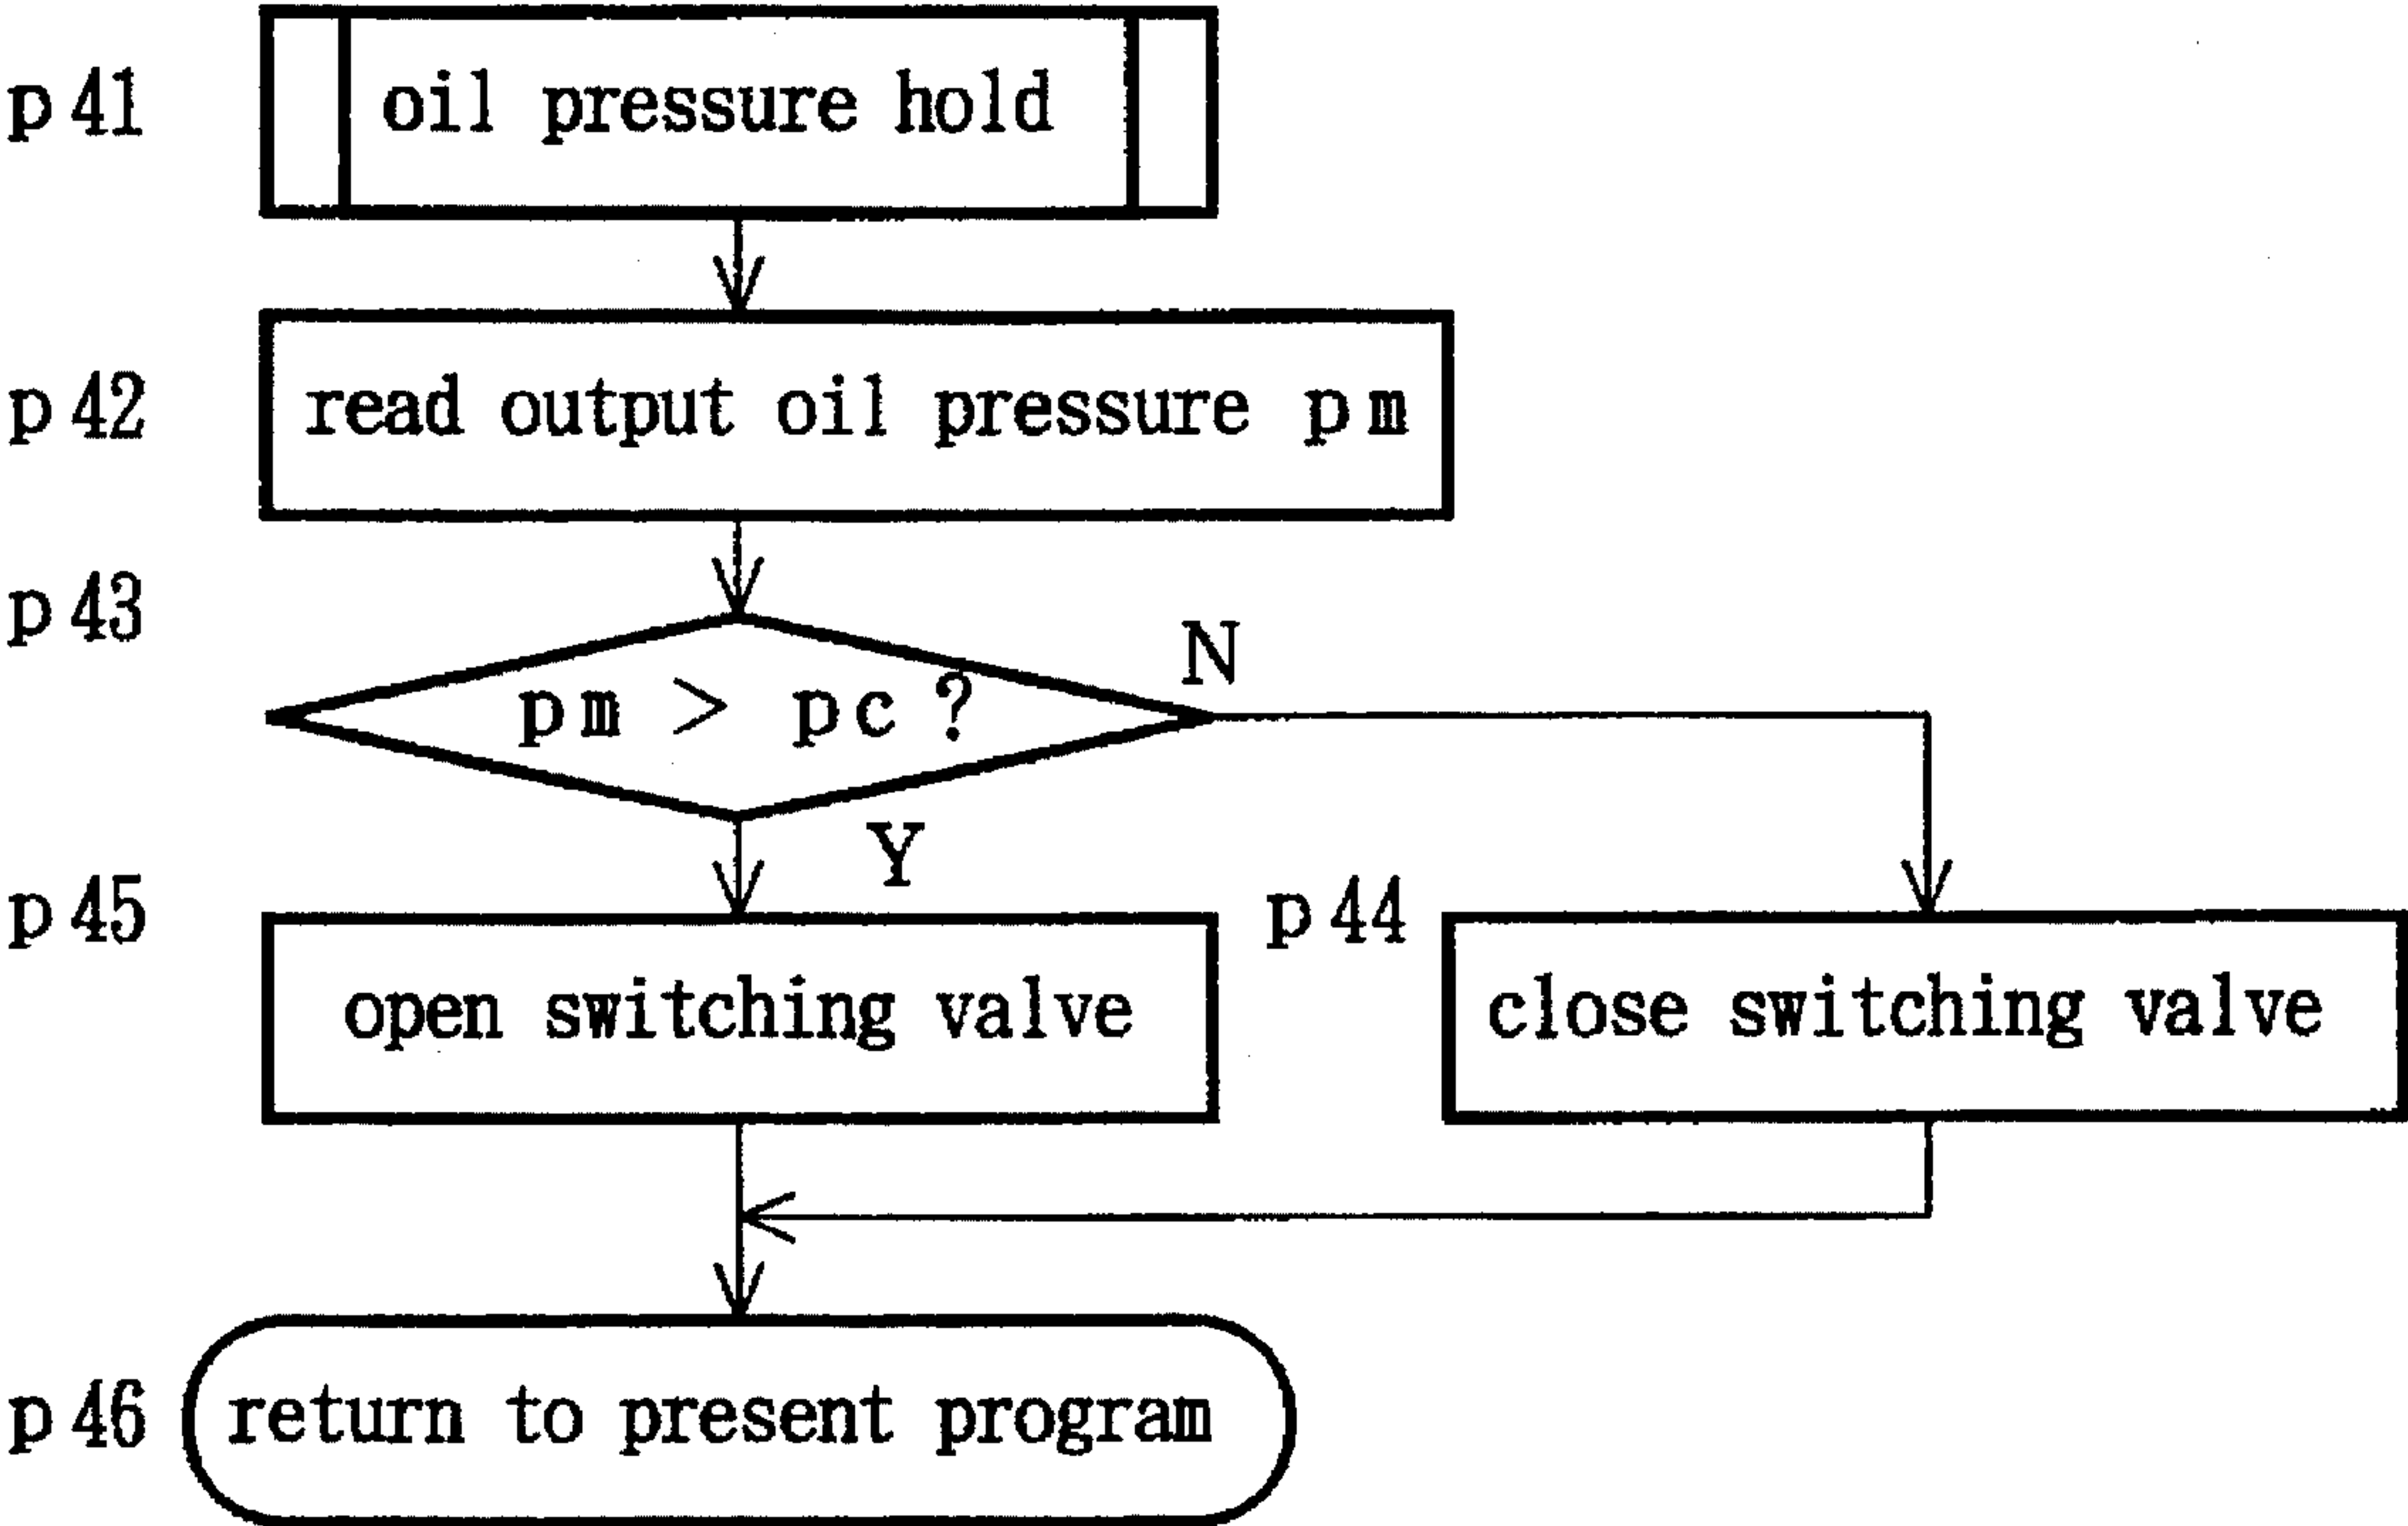 p41
oil pressure hold
p42
read output oil pressure pm
p43
pm > pc ?
N
Y
p45
open switching valve
p44
close switching valve
p46
return to present program